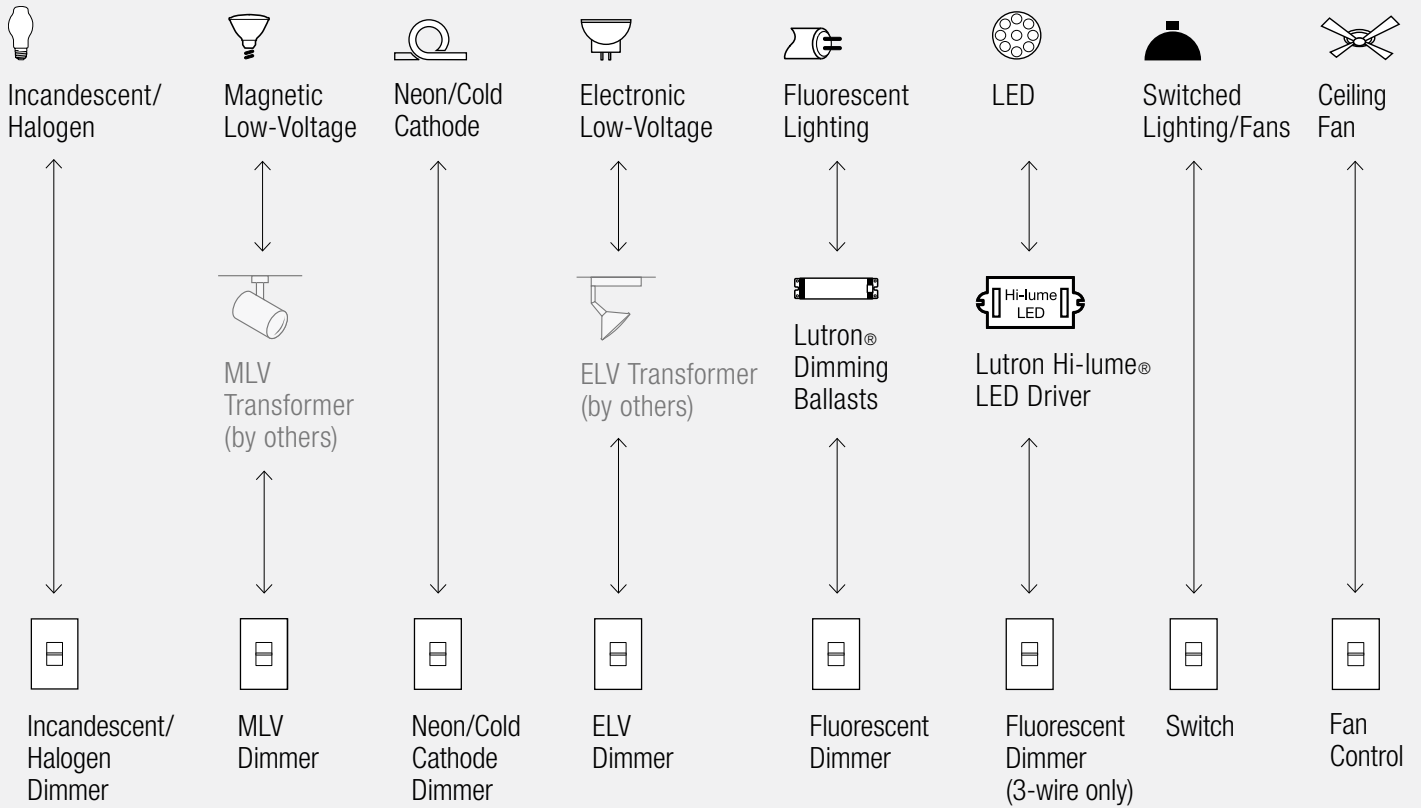 Incandescent/
Halogen
Magnetic
Low-Voltage
Neon/Cold
Cathode
Electronic
Low-Voltage
Fluorescent
Lighting
LED
Switched
Lighting/Fans
Ceiling
Fan
MLV
Transformer
(by others)
ELV Transformer
(by others)
Lutron®
Dimming
Ballasts
Hi-lume
LED
Lutron Hi-lume®
LED Driver
Incandescent/
Halogen
Dimmer
MLV
Dimmer
Neon/Cold
Cathode
Dimmer
ELV
Dimmer
Fluorescent
Dimmer
Fluorescent
Dimmer
(3-wire only)
Switch
Fan
Control